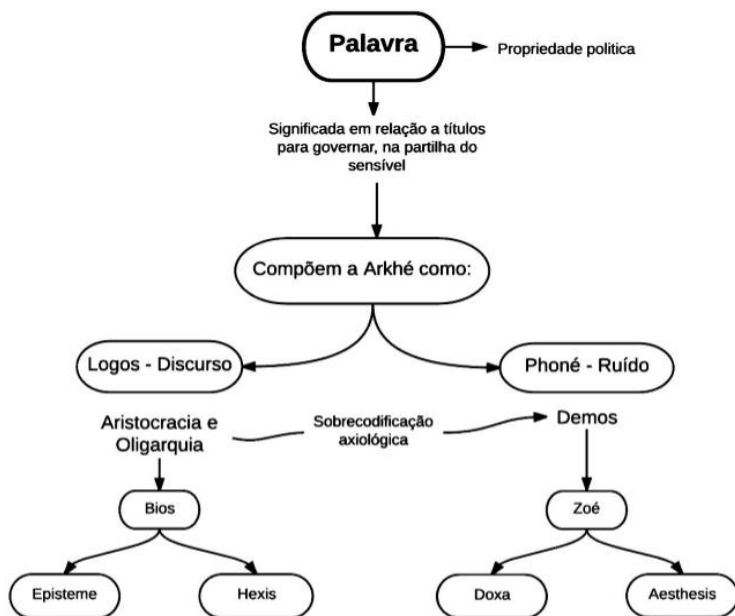 Palavra
Propriedade politica
Significada em relação a títulos
para governar, na partilha do
sensível
Compõem a Arkhé como:
Logos - Discurso
Phoné - Ruído
Aristocracia e
Oligarquia
Sobrecodificação
axiológica
Demos
Bios
Zoé
Episteme
Hexis
Doxa
Aesthesis